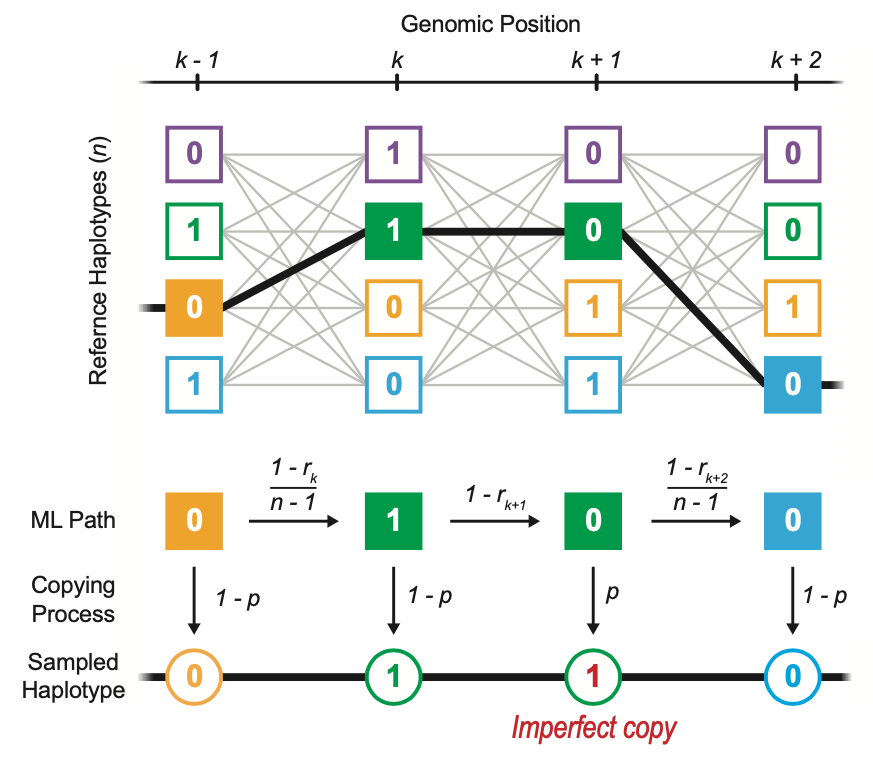 Genomic Position
k - 1 k k + 1 k + 2
Refernce Haplotypes (n)
0 1 0 0
1 1 0 0
0 0 1 1
1 0 1 0
1 - r_k 1 - r_{k+2}
n - 1 1 - r_{k+1} n - 1
ML Path 0 1 0 0
Copying
Process 1 - p 1 - p p 1 - p
Sampled
Haplotype 0 1 1 0
Imperfect copy